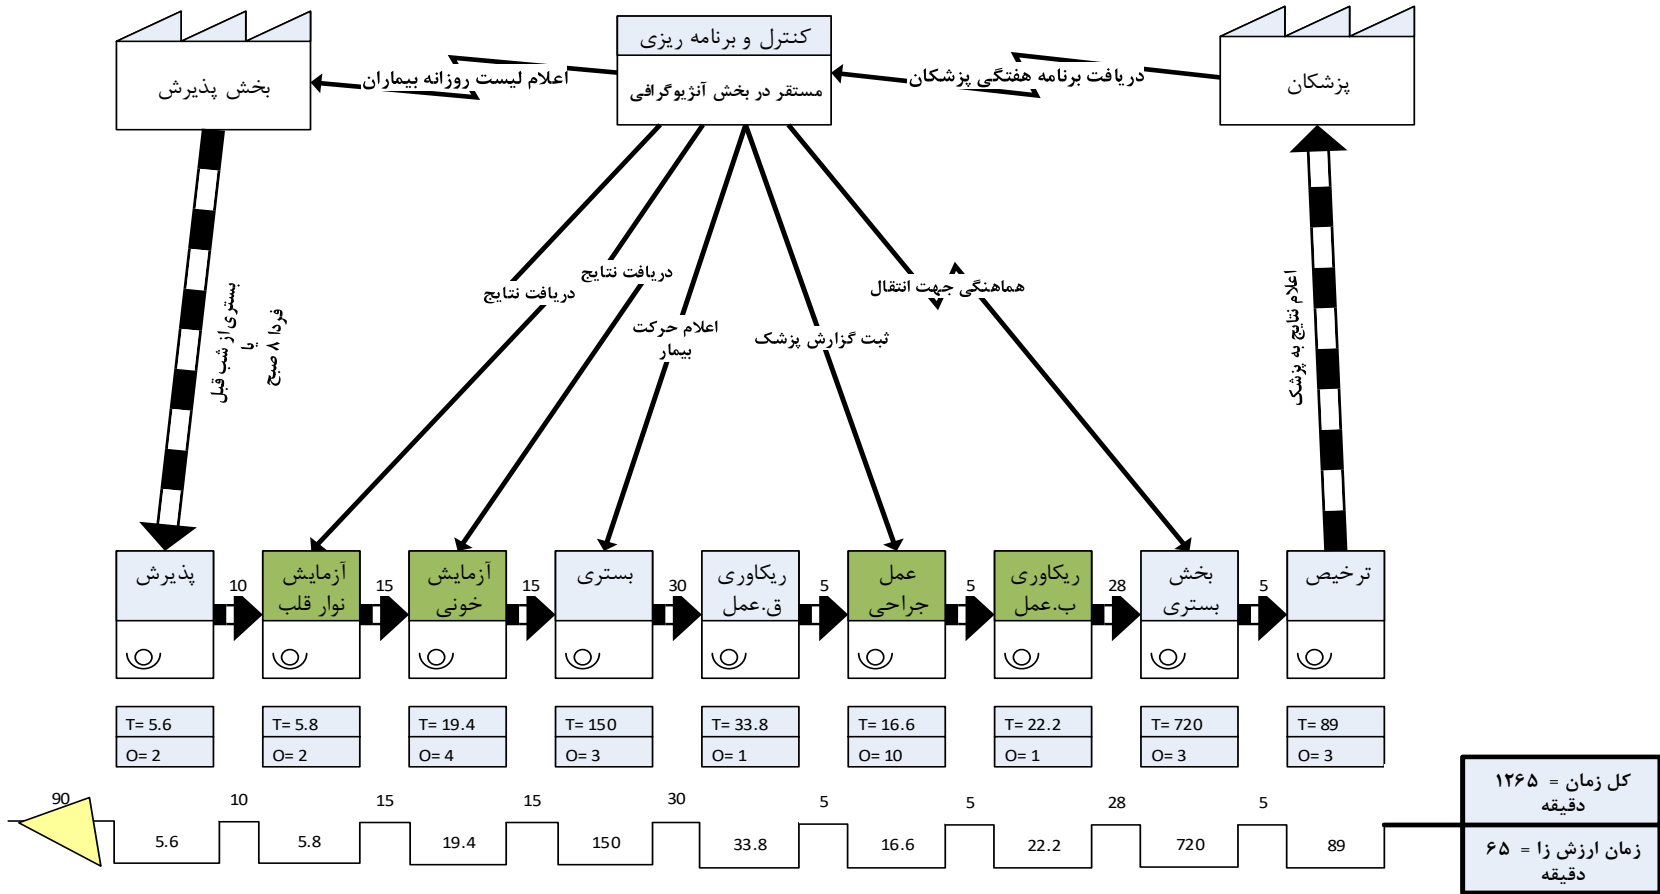 کنترل و برنامه ریزی
مستقر در بخش آنژیوگرافی
پزشکان
بخش پذیرش
دریافت برنامه هفتگی پزشکان
اعلام لیست روزانه بیماران
بستری از شب قبل
یا
فردا ۸ صبح
دریافت نتایج
دریافت نتایج
اعلام حرکت
بیمار
ثبت گزارش پزشک
هماهنگی جهت انتقال
اعلام نتایج به پزشک
پذیرش
10
آزمایش
نوار قلب
15
آزمایش
خونی
15
بستری
30
ریکاوری
ق.عمل
5
عمل
جراحی
5
ریکاوری
ب.عمل
28
بخش
بستری
5
ترخیص
T= 5.6
O= 2
T= 5.8
O= 2
T= 19.4
O= 4
T= 150
O= 3
T= 33.8
O= 1
T= 16.6
O= 10
T= 22.2
O= 1
T= 720
O= 3
T= 89
O= 3
90
10
15
15
30
5
5
28
5
5.6
5.8
19.4
150
33.8
16.6
22.2
720
89
کل زمان = ۱۲۶۵
دقیقه
زمان ارزش زا = ۶۵
دقیقه